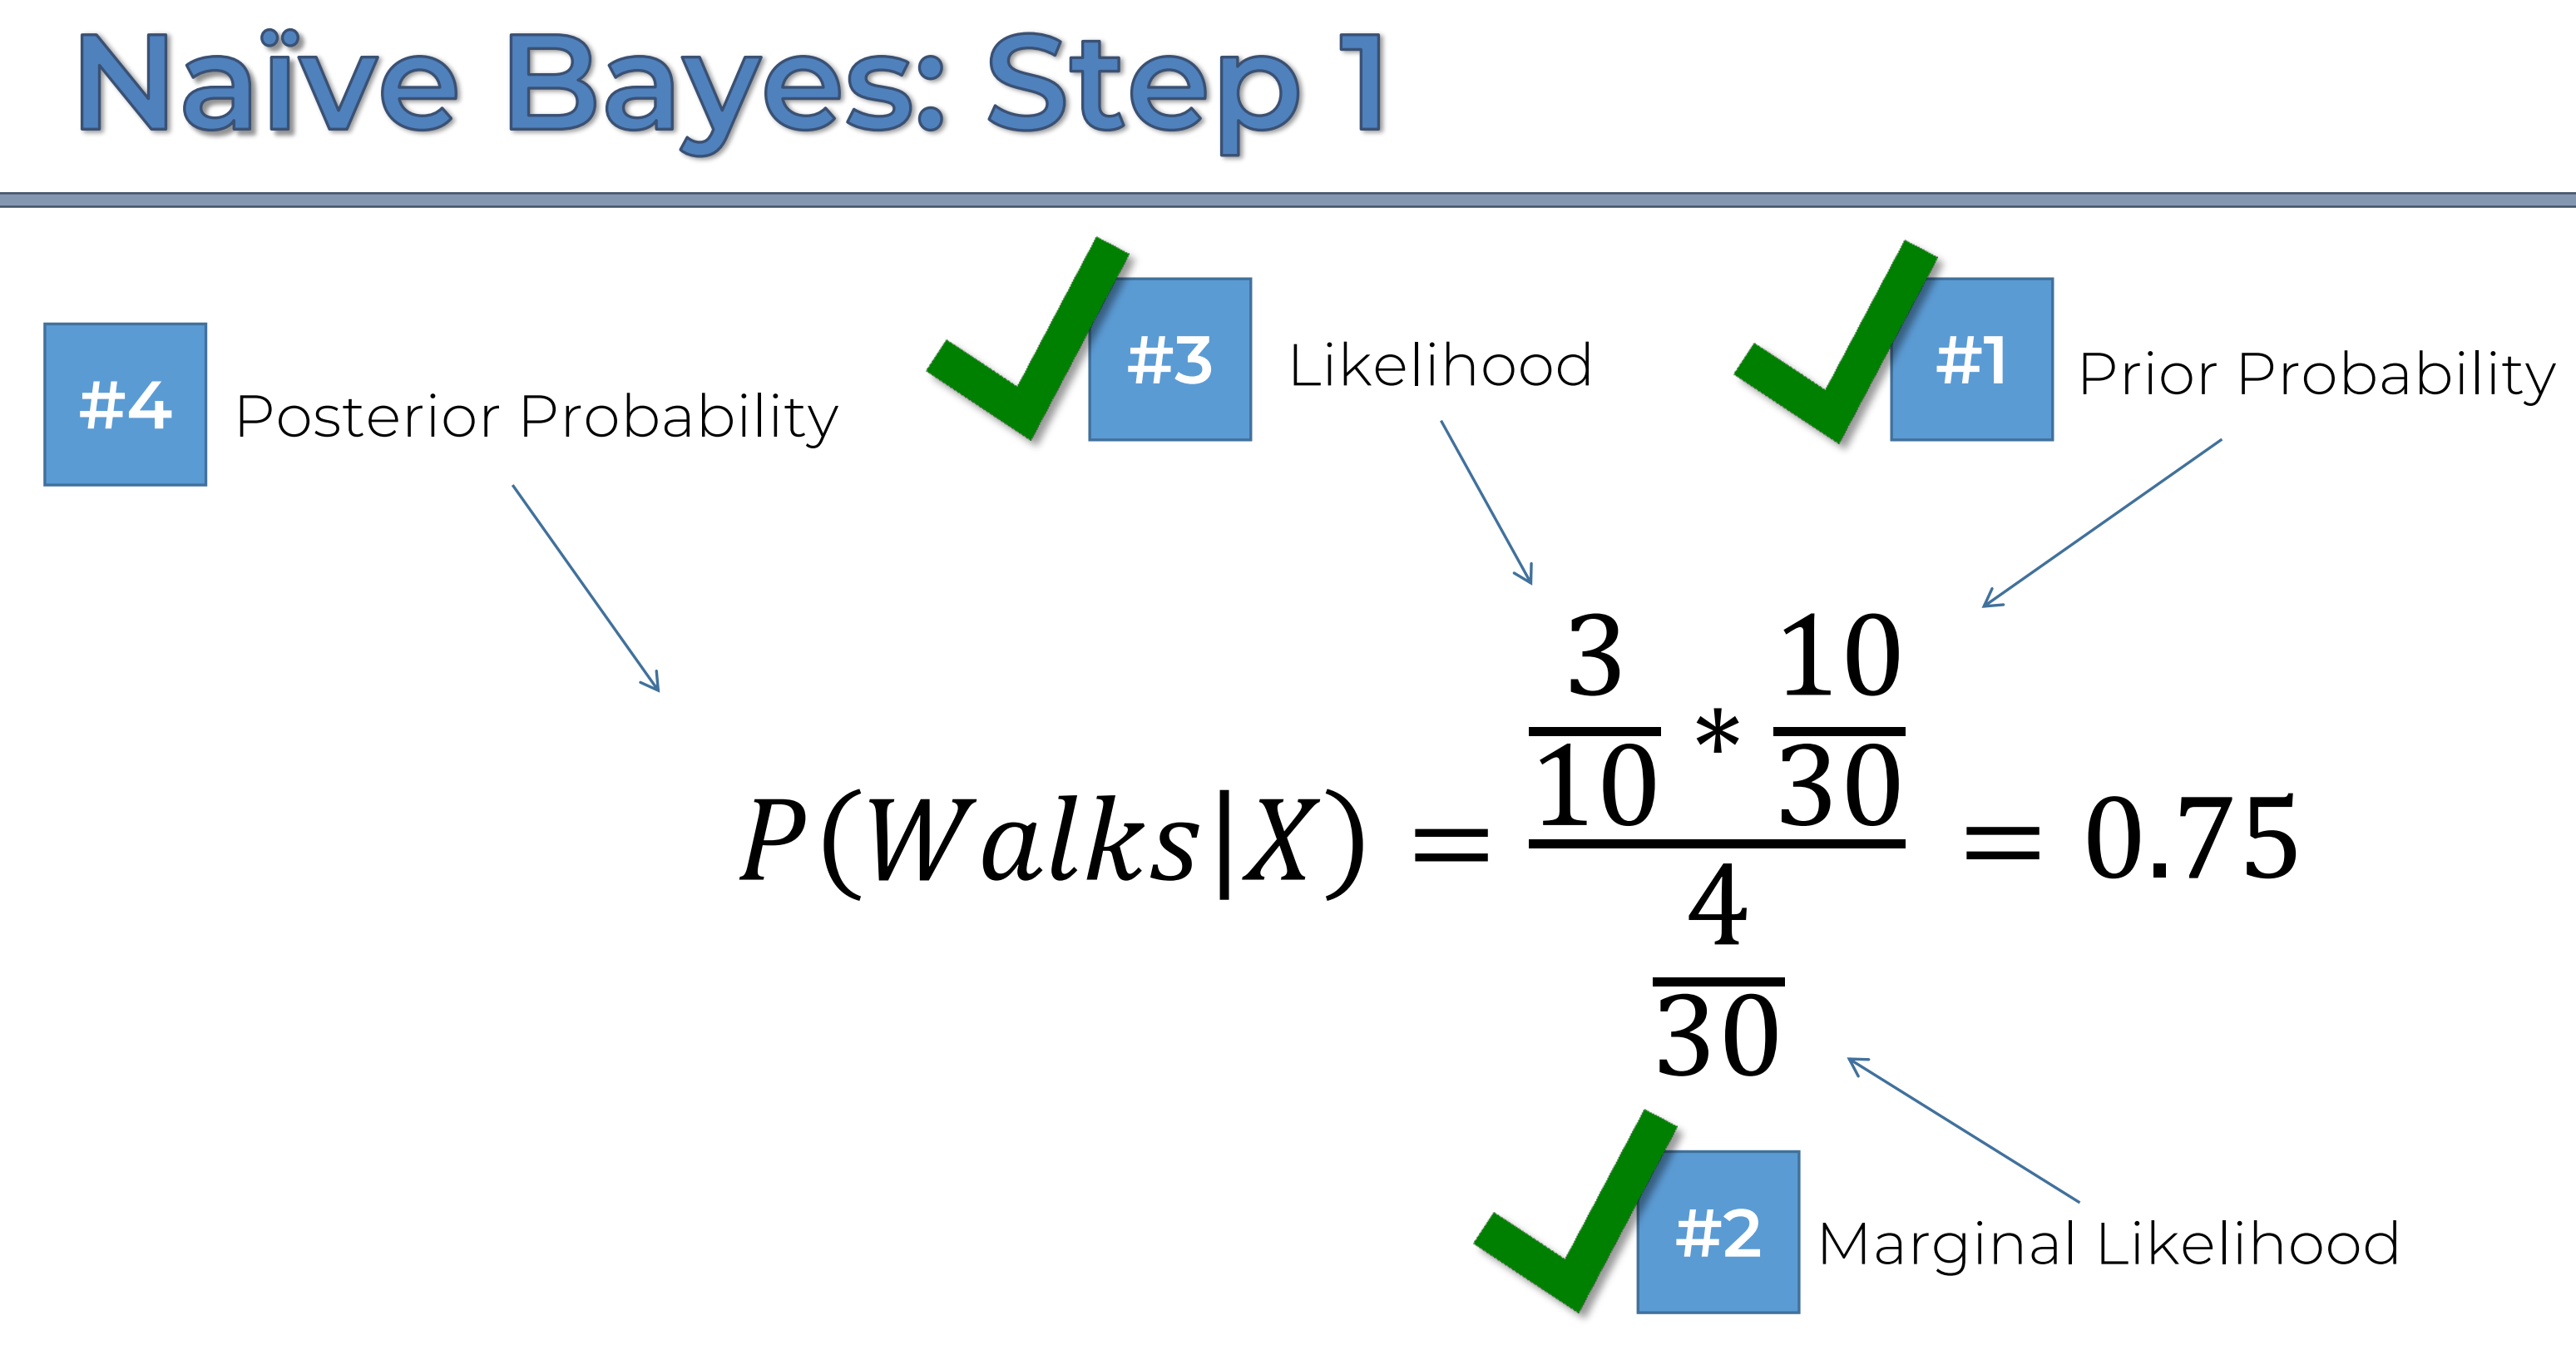 Naïve Bayes: Step 1
#4 Posterior Probability
#3 Likelihood
#1 Prior Probability
P(Walks|X) = 3/10 * 10/30 / 4/30 = 0.75
#2 Marginal Likelihood